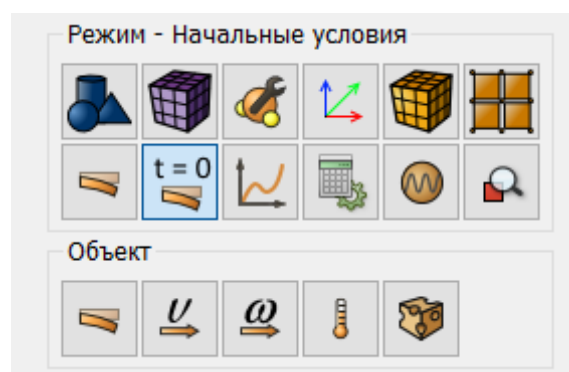 Режим - Начальные условия
t = 0
Объект
υ
ω